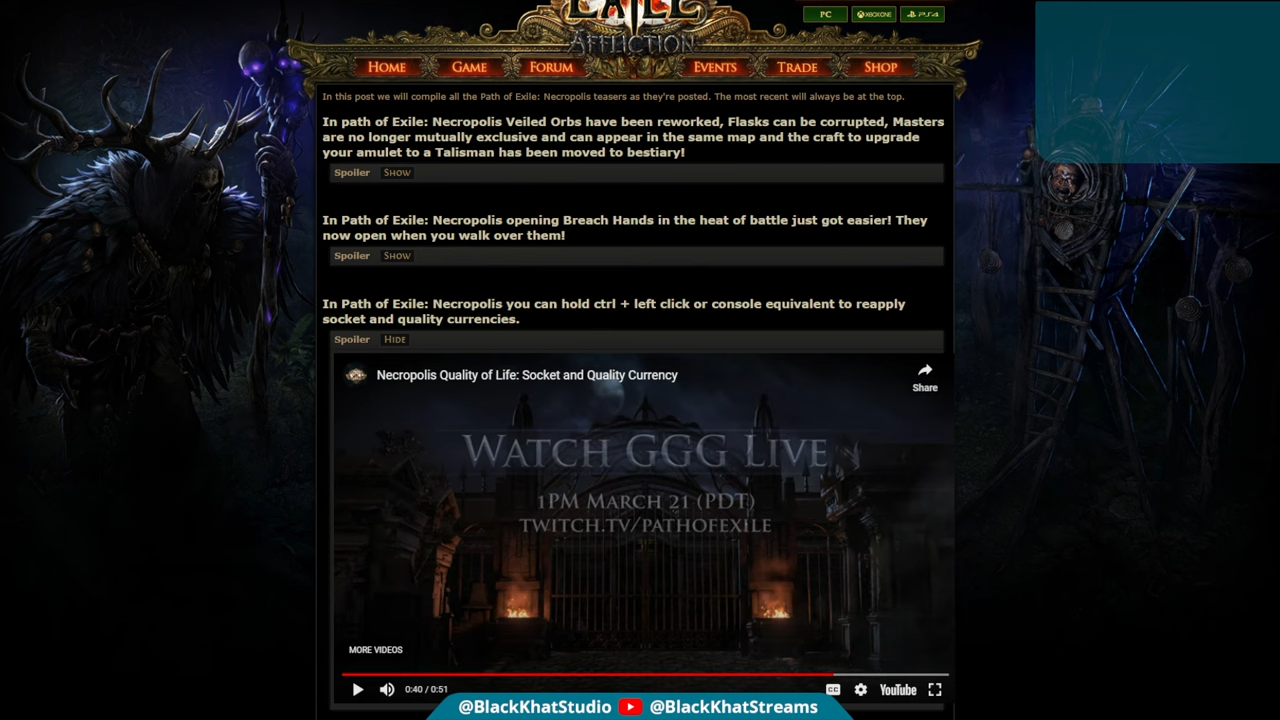 EXILE
AFFLICTION
PC XBOX ONE PS4
HOME GAME FORUM EVENTS TRADE SHOP
In this post we will compile all the Path of Exile: Necropolis teasers as they're posted. The most recent will always be at the top.
In path of Exile: Necropolis Veiled Orbs have been reworked, Flasks can be corrupted, Masters
are no longer mutually exclusive and can appear in the same map and the craft to upgrade
your amulet to a Talisman has been moved to bestiary!
Spoiler SHOW
In Path of Exile: Necropolis opening Breach Hands in the heat of battle just got easier! They
now open when you walk over them!
Spoiler SHOW
In Path of Exile: Necropolis you can hold ctrl + left click or console equivalent to reapply
socket and quality currencies.
Spoiler HIDE
Necropolis Quality of Life: Socket and Quality Currency
Share
WATCH GGG LIVE
1PM MARCH 21 (PDT)
TWITCH.TV/PATHOFEXILE
MORE VIDEOS
0:40 / 0:51 CC YouTube
@BlackKhatStudio @BlackKhatStreams